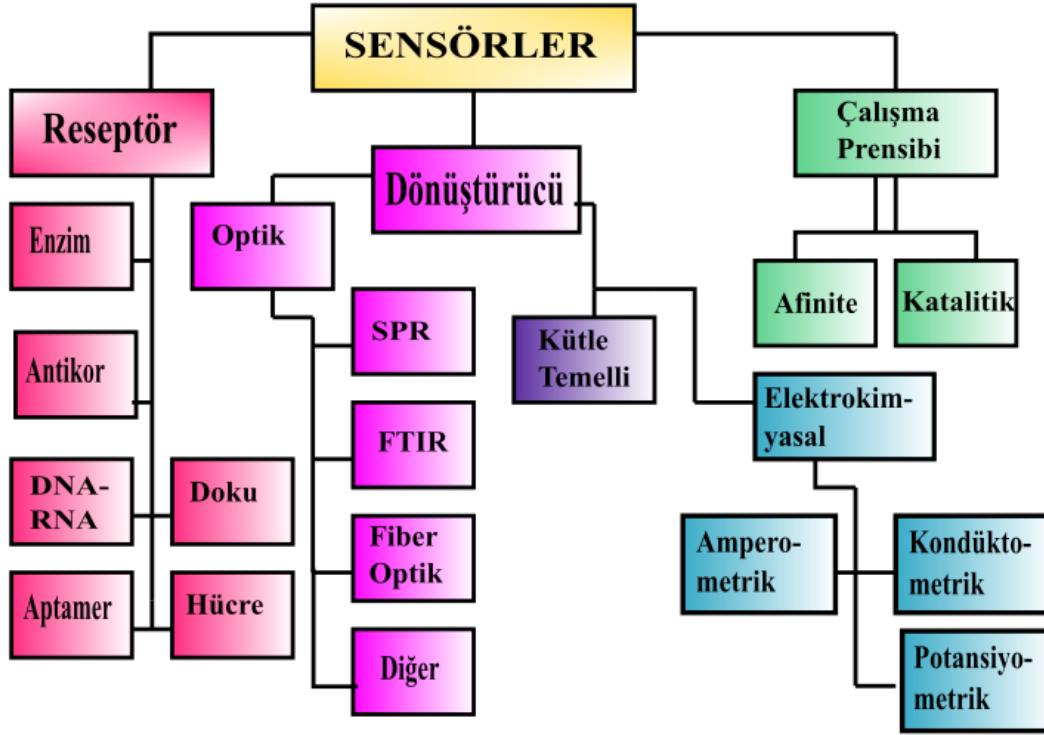 SENSÖRLER
Reseptör
Enzim
Antikor
DNA-
RNA
Doku
Aptamer
Hücre
Dönüştürücü
Optik
SPR
FTIR
Fiber
Optik
Diğer
Kütle
Temelli
Elektrokim-
yasal
Ampero-
metrik
Kondükto-
metrik
Potansiyo-
metrik
Çalışma
Prensibi
Afinite
Katalitik